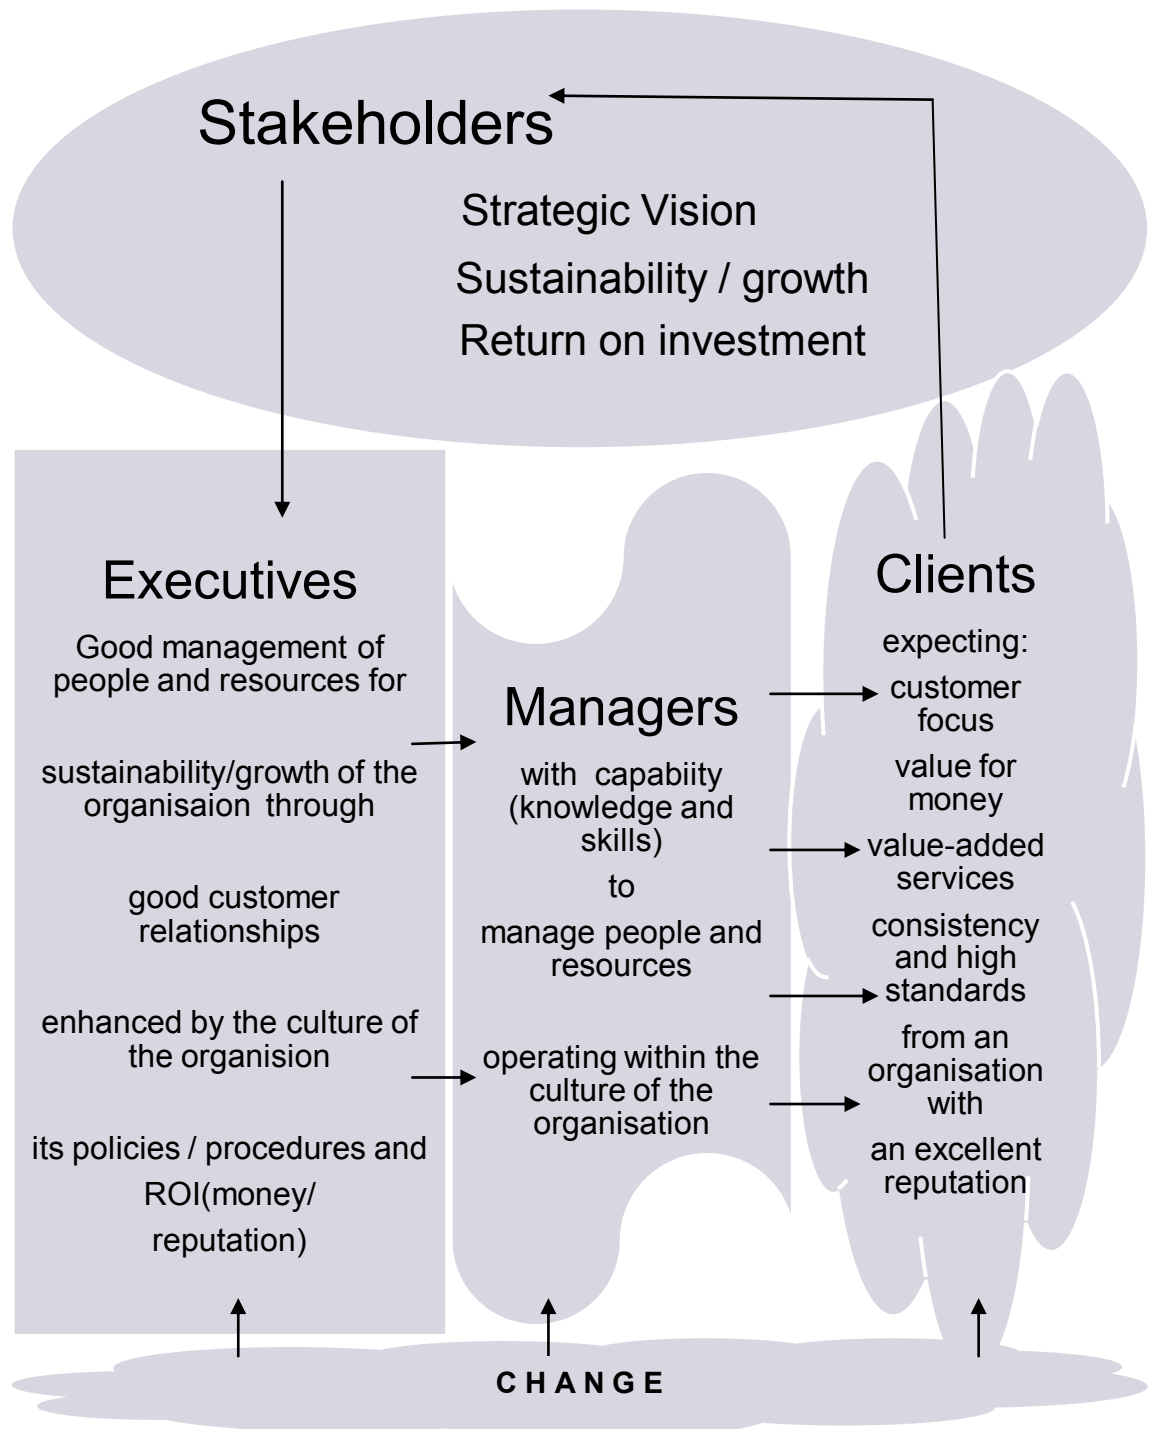 Stakeholders
Strategic Vision
Sustainability / growth
Return on investment
Executives
Good management of
people and resources for
sustainability/growth of the
organisaion through
good customer
relationships
enhanced by the culture of
the organision
its policies / procedures and
ROI(money/
reputation)
Managers
with capabiity
(knowledge and
skills)
to
manage people and
resources
operating within the
culture of the
organisation
Clients
expecting:
customer
focus
value for
money
value-added
services
consistency
and high
standards
from an
organisation
with
an excellent
reputation
C H A N G E